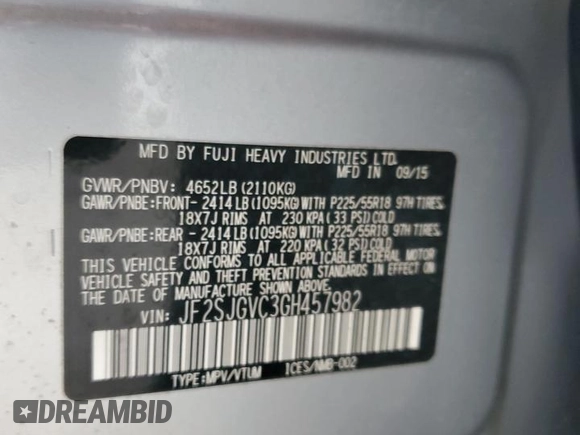 MFD BY FUJI HEAVY INDUSTRIES LTD.
MFD IN 09/15
GVWR/PNBV: 4652LB(2110KG)
GAWR/PNBE:FRONT- 2414LB(1095KG)WITH P225/55R18 97H TIRES,
18X7J RIMS AT 230 KPA(33 PSI)COLD
GAWR/PNBE:REAR - 2414LB(1095KG)WITH P225/55R18 97H TIRES,
18X7J RIMS AT 220 KPA(32 PSI)COLD
THIS VEHICLE CONFORMS TO ALL APPLICABLE FEDERAL MOTOR
VEHICLE SAFETY AND THEFT PREVENTION STANDARDS IN EFFECT ON
THE DATE OF MANUFACTURE SHOWN ABOVE.
VIN: JF2SJGVC3GH457982
TYPE:MPV/VTUM ICES/NMB-002
DREAMBID